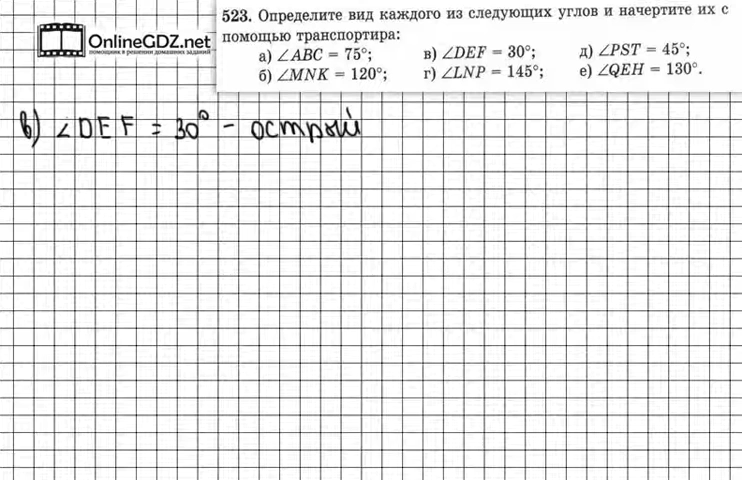 OnlineGDZ.net
помощник в решении домашних заданий
523. Определите вид каждого из следующих углов и начертите их с
помощью транспортира:
а) ∠ABC = 75°; в) ∠DEF = 30°; д) ∠PST = 45°;
б) ∠MNK = 120°; г) ∠LNP = 145°; е) ∠QEH = 130°.
в) ∠DEF = 30° - острый